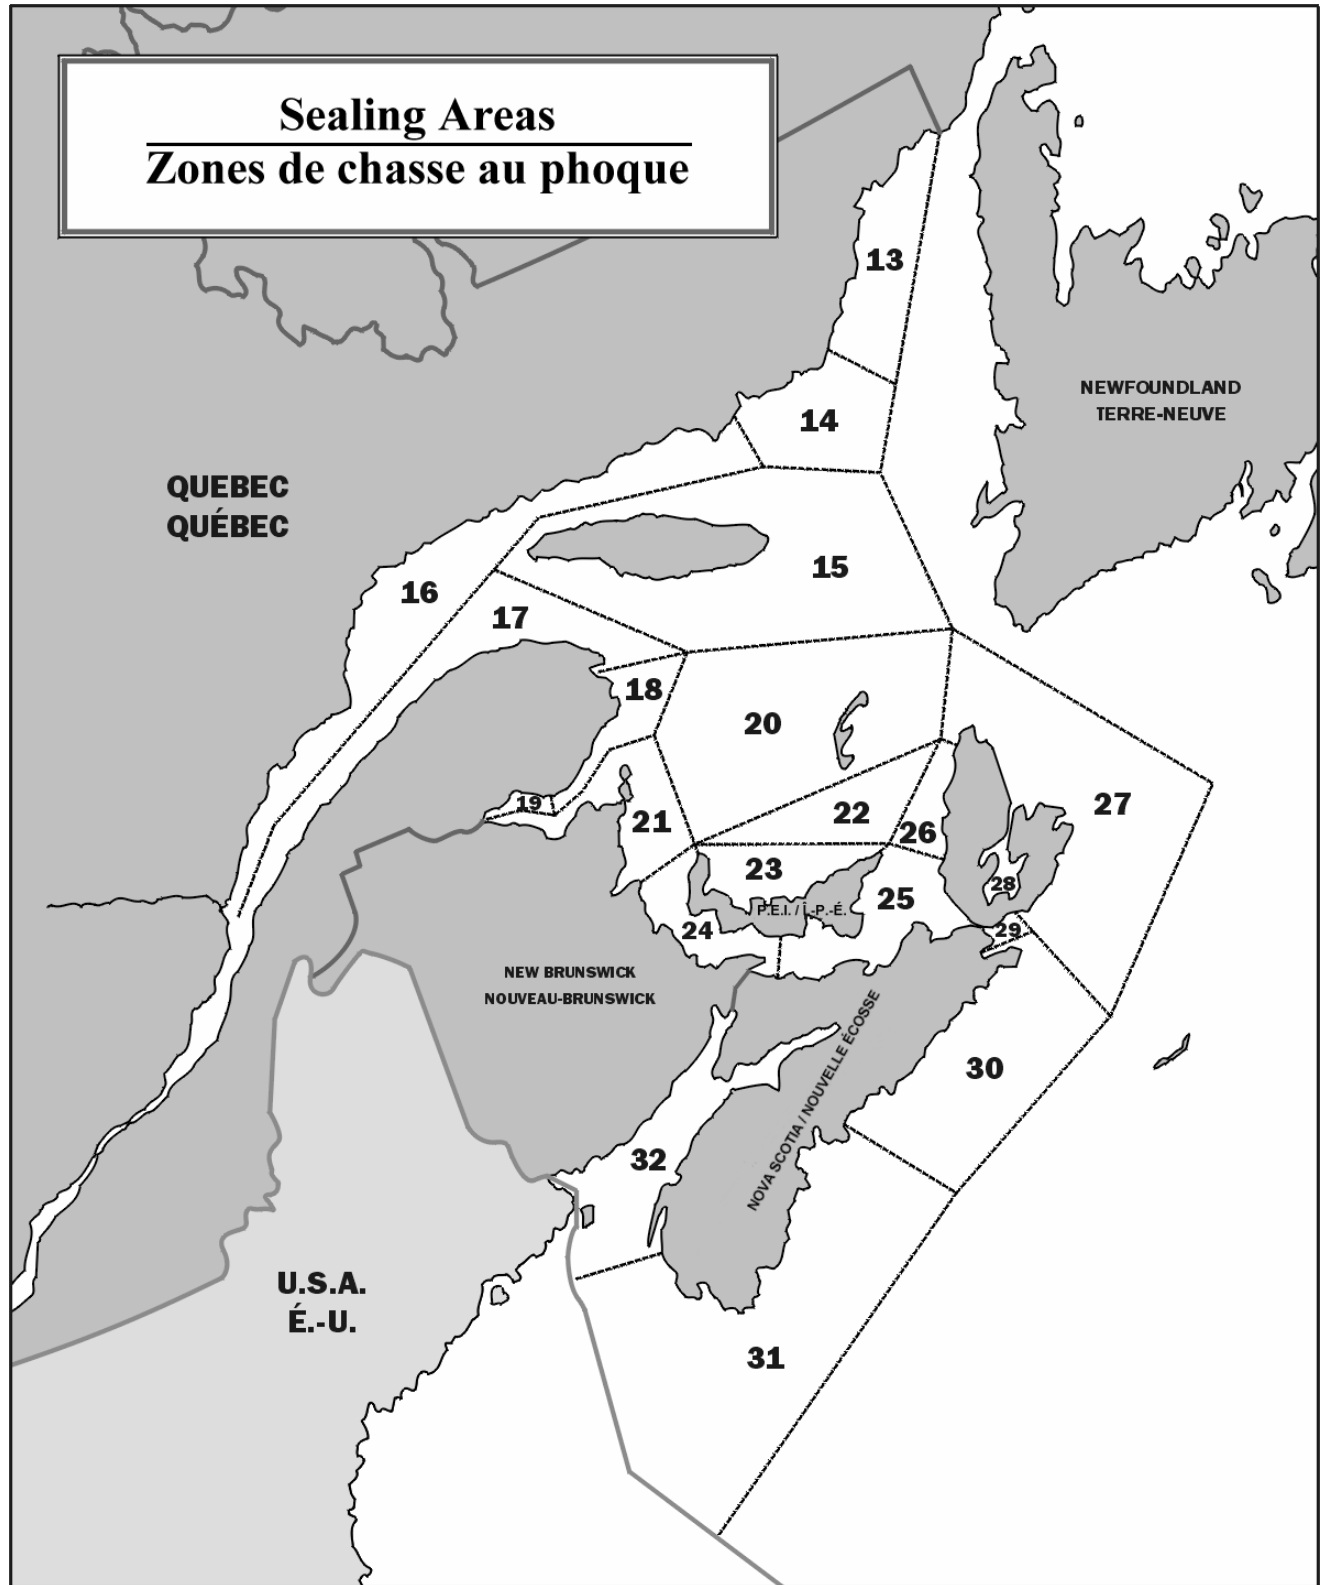 Sealing Areas
Zones de chasse au phoque
13
NEWFOUNDLAND
TERRE-NEUVE
14
QUEBEC
QUÉBEC
15
16
17
18
20
19
27
22
21
26
23
28
25
P.E.I. / Î.-P.-É.
24
29
NEW BRUNSWICK
NOUVEAU-BRUNSWICK
NOVA SCOTIA / NOUVELLE ÉCOSSE
30
32
U.S.A.
É.-U.
31